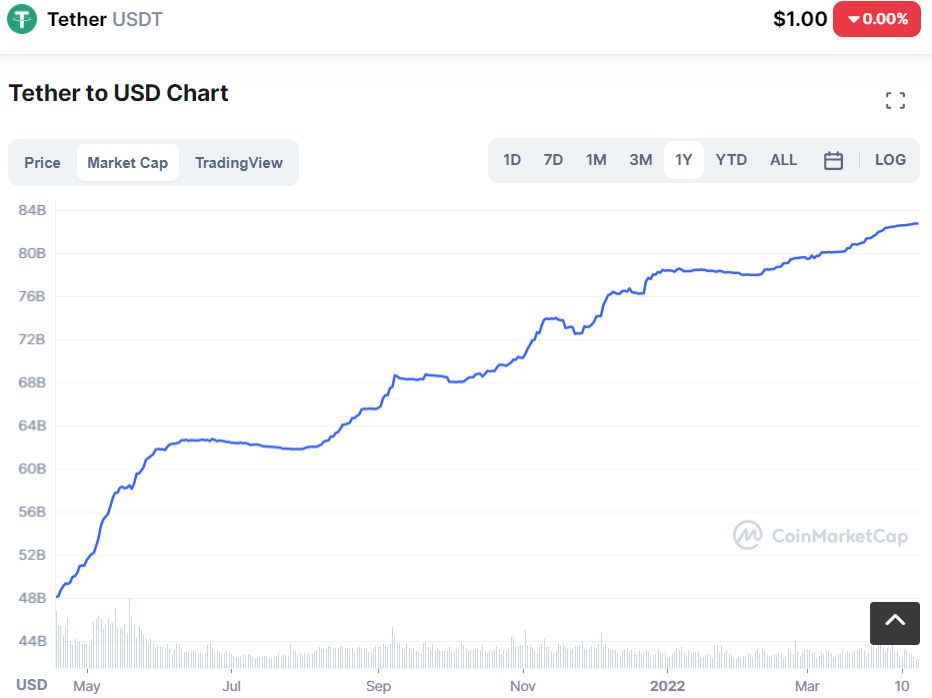 Tether USDT $1.00 0.00%
Tether to USD Chart
Price Market Cap TradingView 1D 7D 1M 3M 1Y YTD ALL LOG
84B
80B
76B
72B
68B
64B
60B
56B
52B
48B
44B
CoinMarketCap
USD May Jul Sep Nov 2022 Mar 10